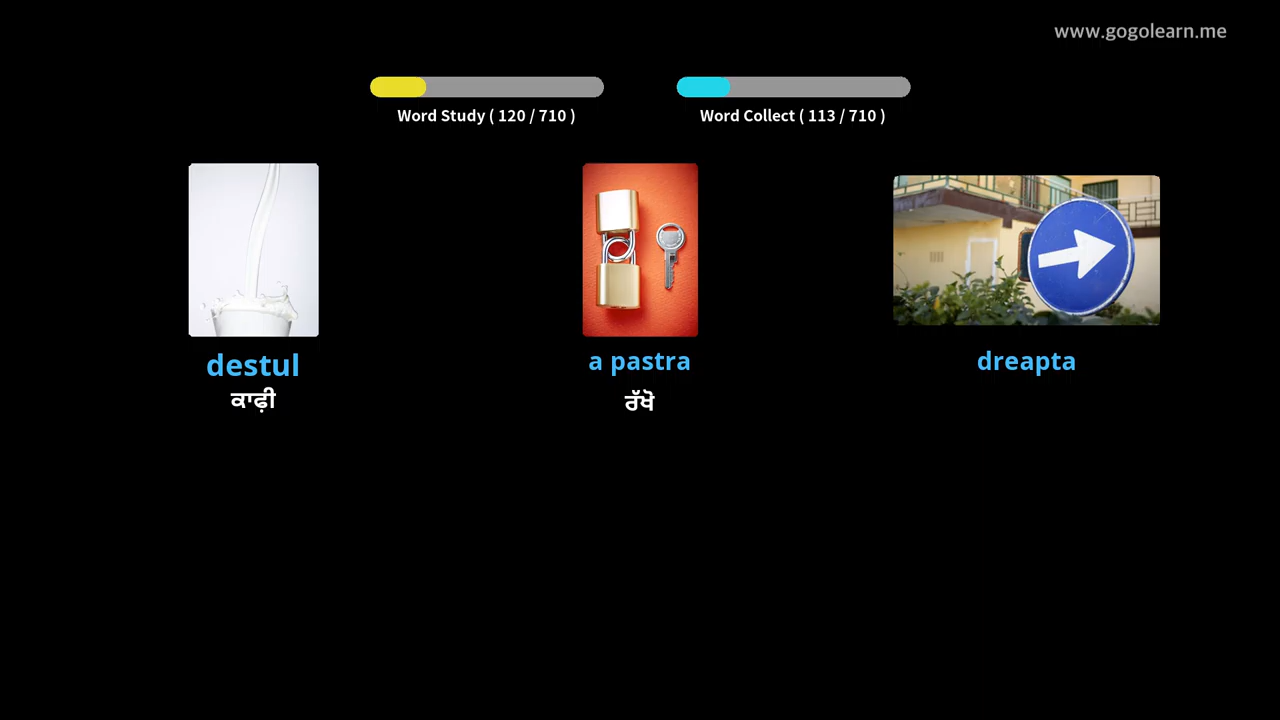 www.gogolearn.me
Word Study ( 120 / 710 )
Word Collect ( 113 / 710 )
destul
a pastra
dreapta
ਕਾਫ਼ੀ
ਰੱਖੋ